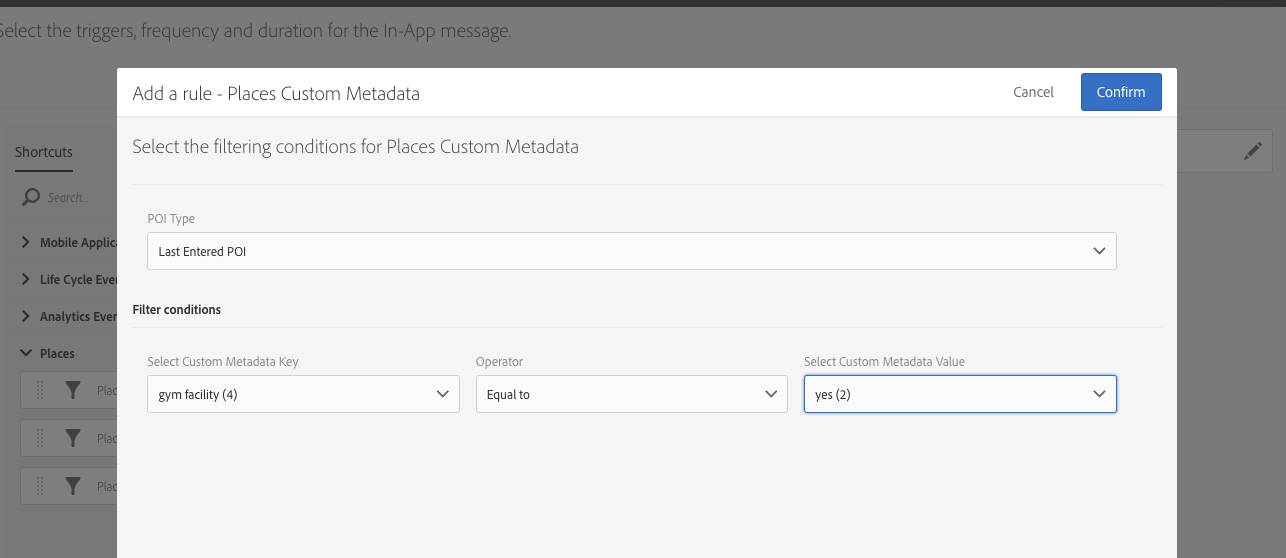 Select the triggers, frequency and duration for the In-App message.
Add a rule - Places Custom Metadata
Cancel
Confirm
Select the filtering conditions for Places Custom Metadata
Shortcuts
Search...
Mobile Applica
Life Cycle Ever
Analytics Ever
Places
Plac
Plac
Plac
POI Type
Last Entered POI
Filter conditions
Select Custom Metadata Key
Operator
Select Custom Metadata Value
gym facility (4)
Equal to
yes (2)